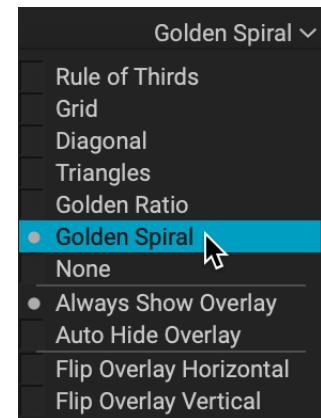 Golden Spiral
Rule of Thirds
Grid
Diagonal
Triangles
Golden Ratio
Golden Spiral
None
Always Show Overlay
Auto Hide Overlay
Flip Overlay Horizontal
Flip Overlay Vertical